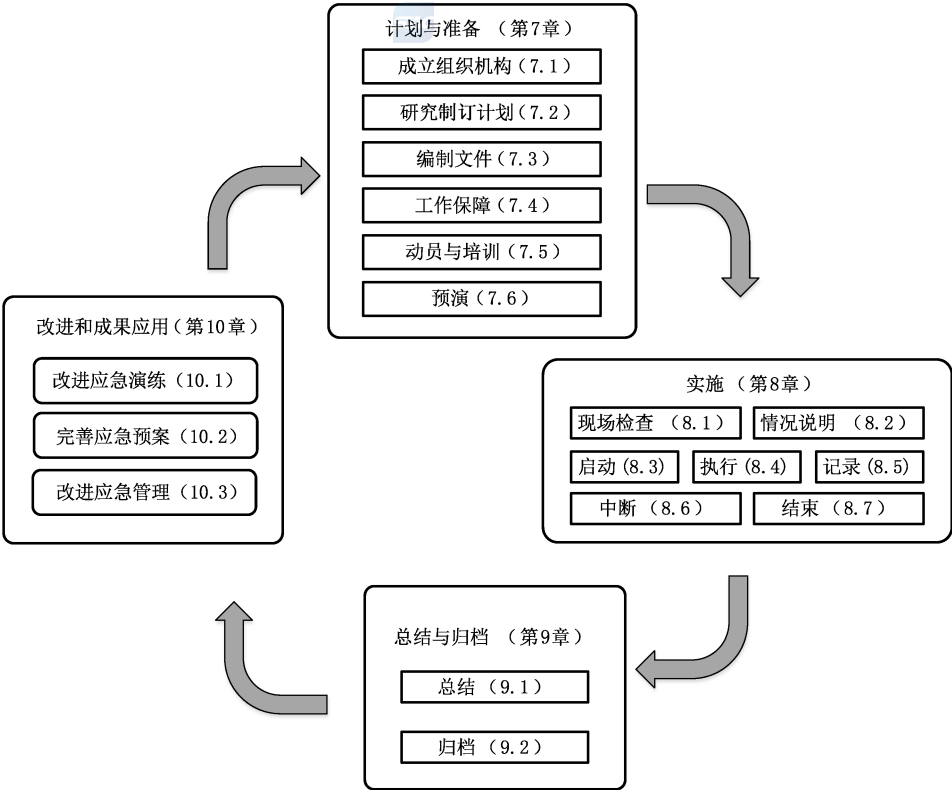 计划与准备 （第7章）
成立组织机构（7.1）
研究制订计划（7.2）
编制文件（7.3）
工作保障（7.4）
动员与培训（7.5）
预演（7.6）
改进和成果应用（第10章）
改进应急演练（10.1）
完善应急预案（10.2）
改进应急管理（10.3）
实施 （第8章）
现场检查 （8.1） 情况说明 （8.2）
启动(8.3) 执行(8.4) 记录(8.5)
中断 （8.6） 结束 （8.7）
总结与归档 （第9章）
总结 （9.1）
归档 （9.2）